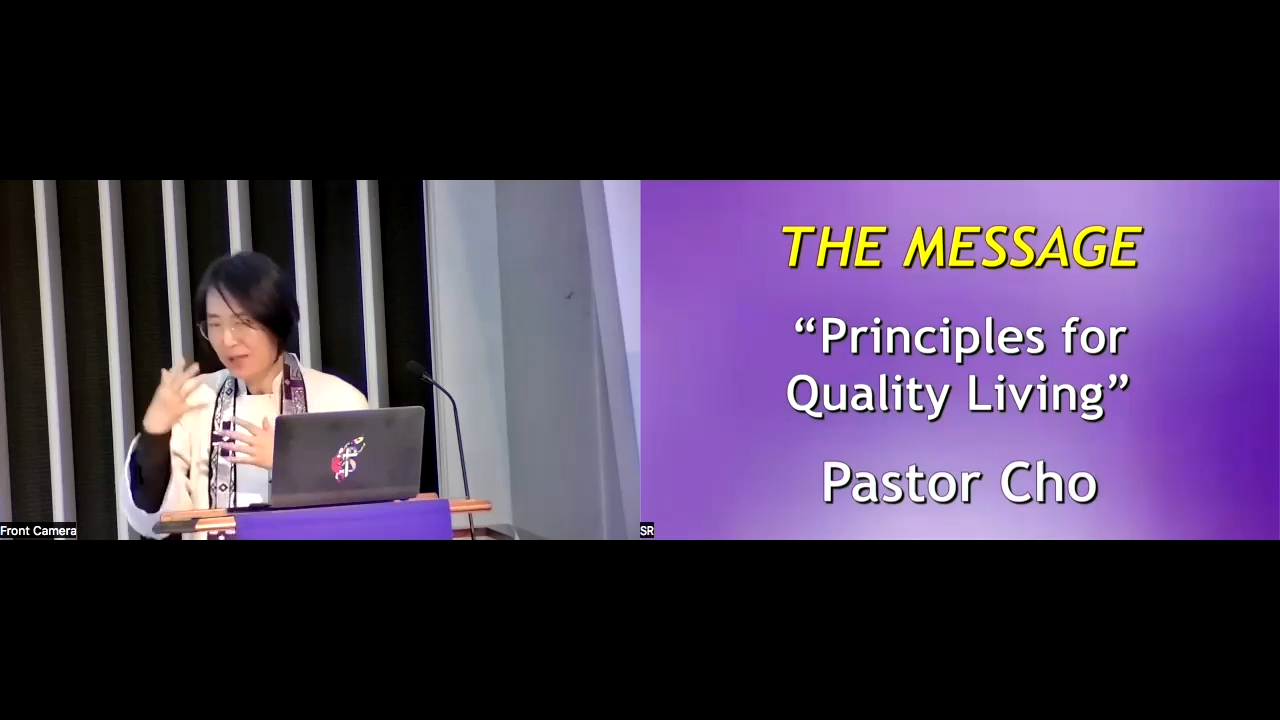 Front Camera
THE MESSAGE
“Principles for
Quality Living”
Pastor Cho
SR